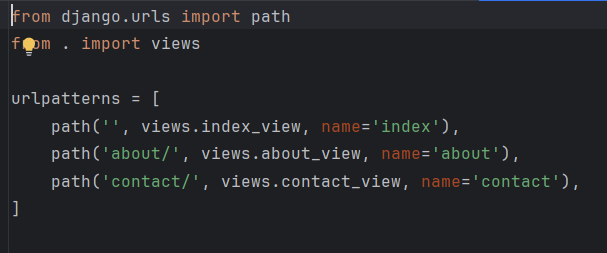 from django.urls import path
from . import views
urlpatterns = [
    path('', views.index_view, name='index'),
    path('about/', views.about_view, name='about'),
    path('contact/', views.contact_view, name='contact'),
]